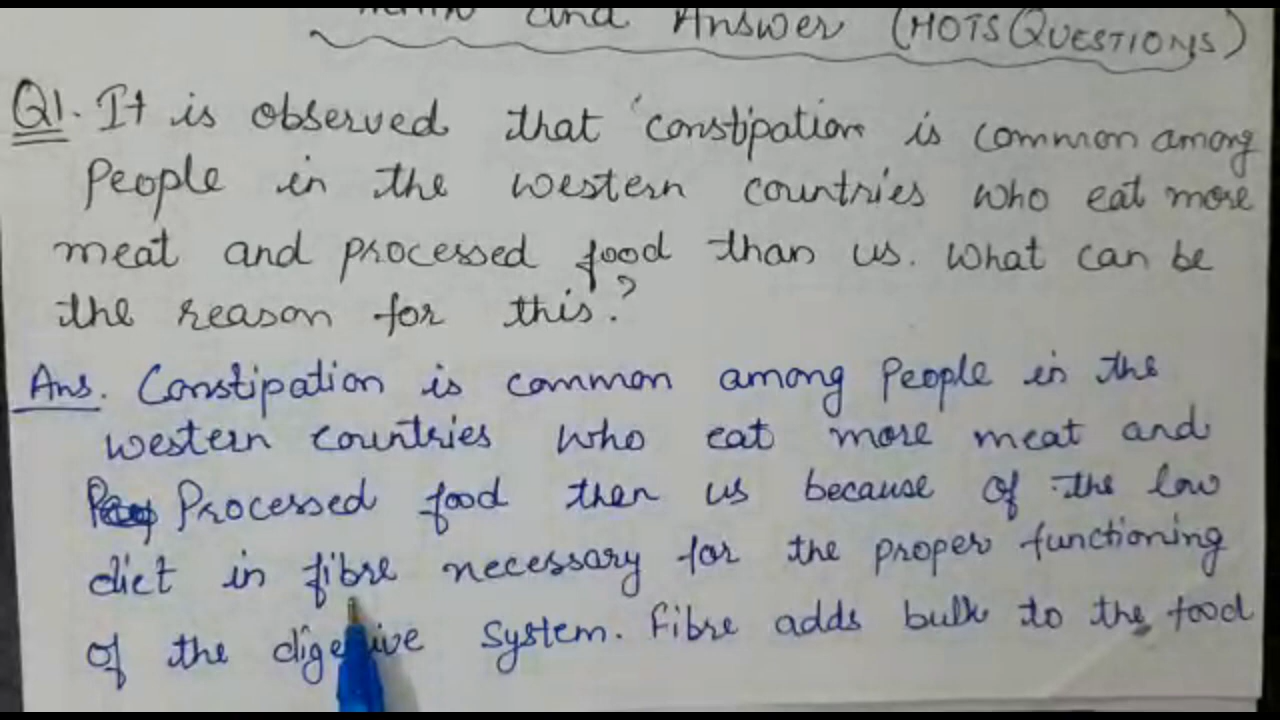 and Answer (HOTS QUESTIONS)
Q1. It is observed that constipation is common among
People in the western countries who eat more
meat and processed food than us. What can be
the reason for this?
Ans. Constipation is common among People in the
western countries who eat more meat and
Processed food then us because of the low
diet in fibre necessary for the proper functioning
of the digestive system. Fibre adds bulk to the food